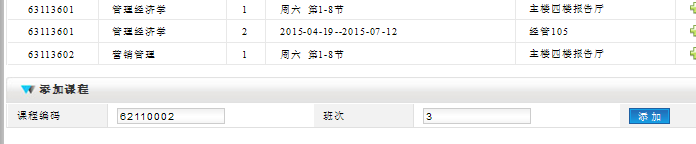 63113601 管理经济学 1 周六 第1-8节 主楼四楼报告厅
63113601 管理经济学 2 2015-04-19--2015-07-12 经管105
63113602 营销管理 1 周六 第1-8节 主楼四楼报告厅
添加课程
课程编码 62110002 班次 3 添加